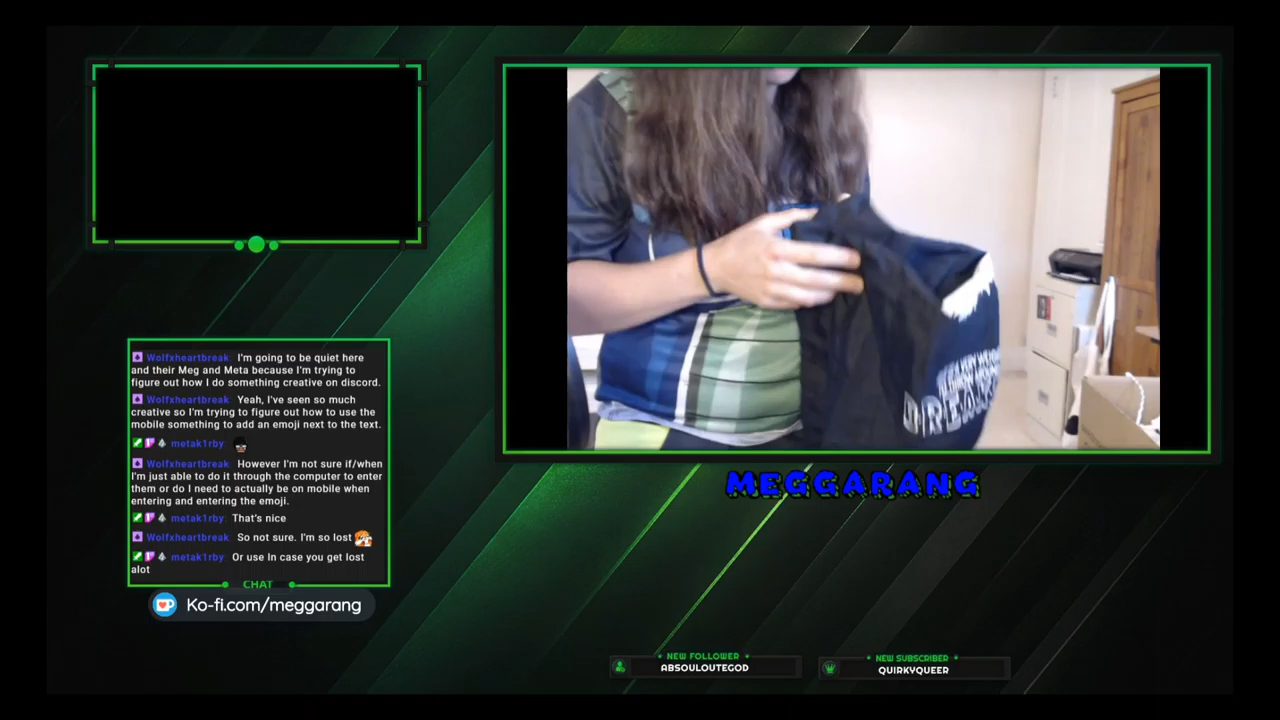 Wolfxheartbreak I'm going to be quiet here
and their Meg and Meta because I'm trying to
figure out how I do something creative on discord.
Wolfxheartbreak Yeah, I've seen so much
creative so I'm trying to figure out how to use the
mobile something to add an emoji next to the text.
metak1rby
Wolfxheartbreak However I'm not sure if/when
I'm just able to do it through the computer to enter
them or do I need to actually be on mobile when
entering and entering the emoji.
metak1rby That's nice
Wolfxheartbreak So not sure. I'm so lost
metak1rby Or use In case you get lost
alot
CHAT
Ko-fi.com/meggarang
MEGGARANG
NEW FOLLOWER
ABSOULOUTEGOD
NEW SUBSCRIBER
QUIRKYQUEER